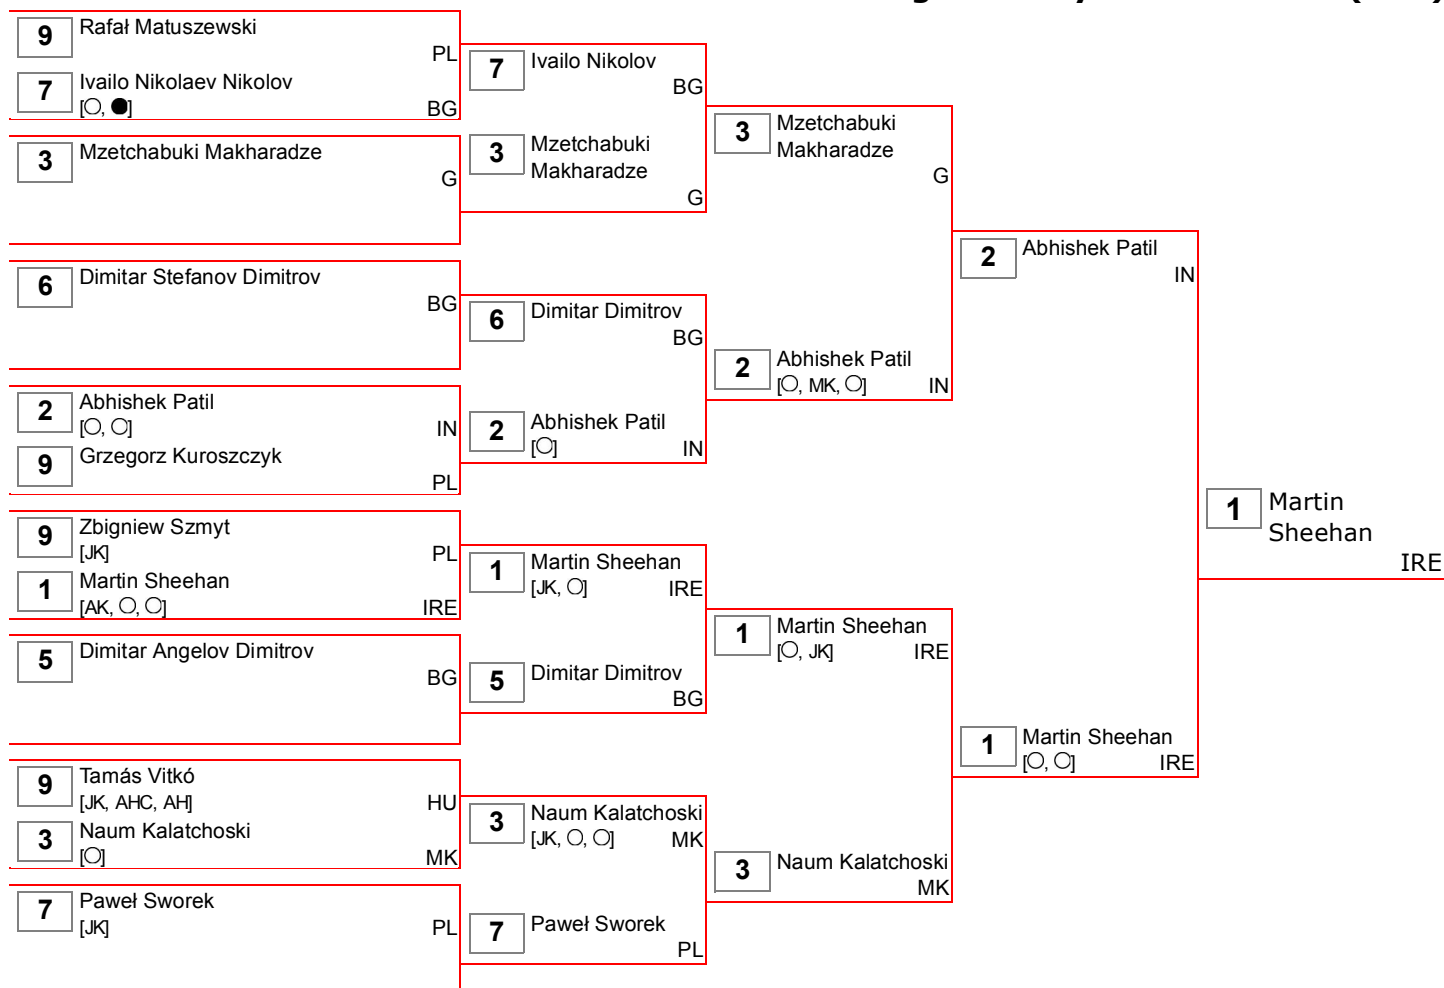 9 Rafał Matuszewski
PL
7 Ivailo Nikolaev Nikolov
[○, ●] BG
3 Mzetchabuki Makharadze
G
6 Dimitar Stefanov Dimitrov
BG
2 Abhishek Patil
[○, ○] IN
9 Grzegorz Kuroszczyk
PL
9 Zbigniew Szmyt
[JK] PL
1 Martin Sheehan
[AK, ○, ○] IRE
5 Dimitar Angelov Dimitrov
BG
9 Tamás Vitkó
[JK, AHC, AH] HU
3 Naum Kalatchoski
[○] MK
7 Paweł Sworek
[JK] PL
7 Ivailo Nikolov
BG
3 Mzetchabuki
Makharadze
G
6 Dimitar Dimitrov
BG
2 Abhishek Patil
[○] IN
1 Martin Sheehan
[JK, ○] IRE
5 Dimitar Dimitrov
BG
3 Naum Kalatchoski
[JK, ○, ○] MK
7 Paweł Sworek
PL
3 Mzetchabuki
Makharadze
G
2 Abhishek Patil
[○, MK, ○] IN
1 Martin Sheehan
[○, JK] IRE
3 Naum Kalatchoski
MK
2 Abhishek Patil
IN
1 Martin Sheehan
[○, ○] IRE
1 Martin
Sheehan
IRE